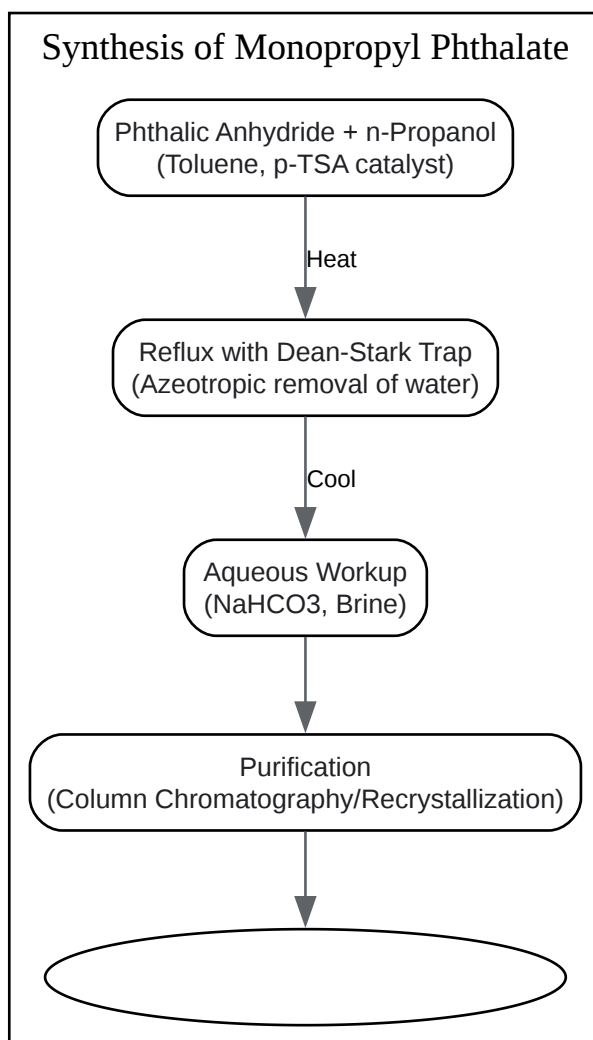 Synthesis of Monopropyl Phthalate
Phthalic Anhydride + n-Propanol
(Toluene, p-TSA catalyst)
Heat
Reflux with Dean-Stark Trap
(Azeotropic removal of water)
Cool
Aqueous Workup
(NaHCO3, Brine)
Purification
(Column Chromatography/Recrystallization)